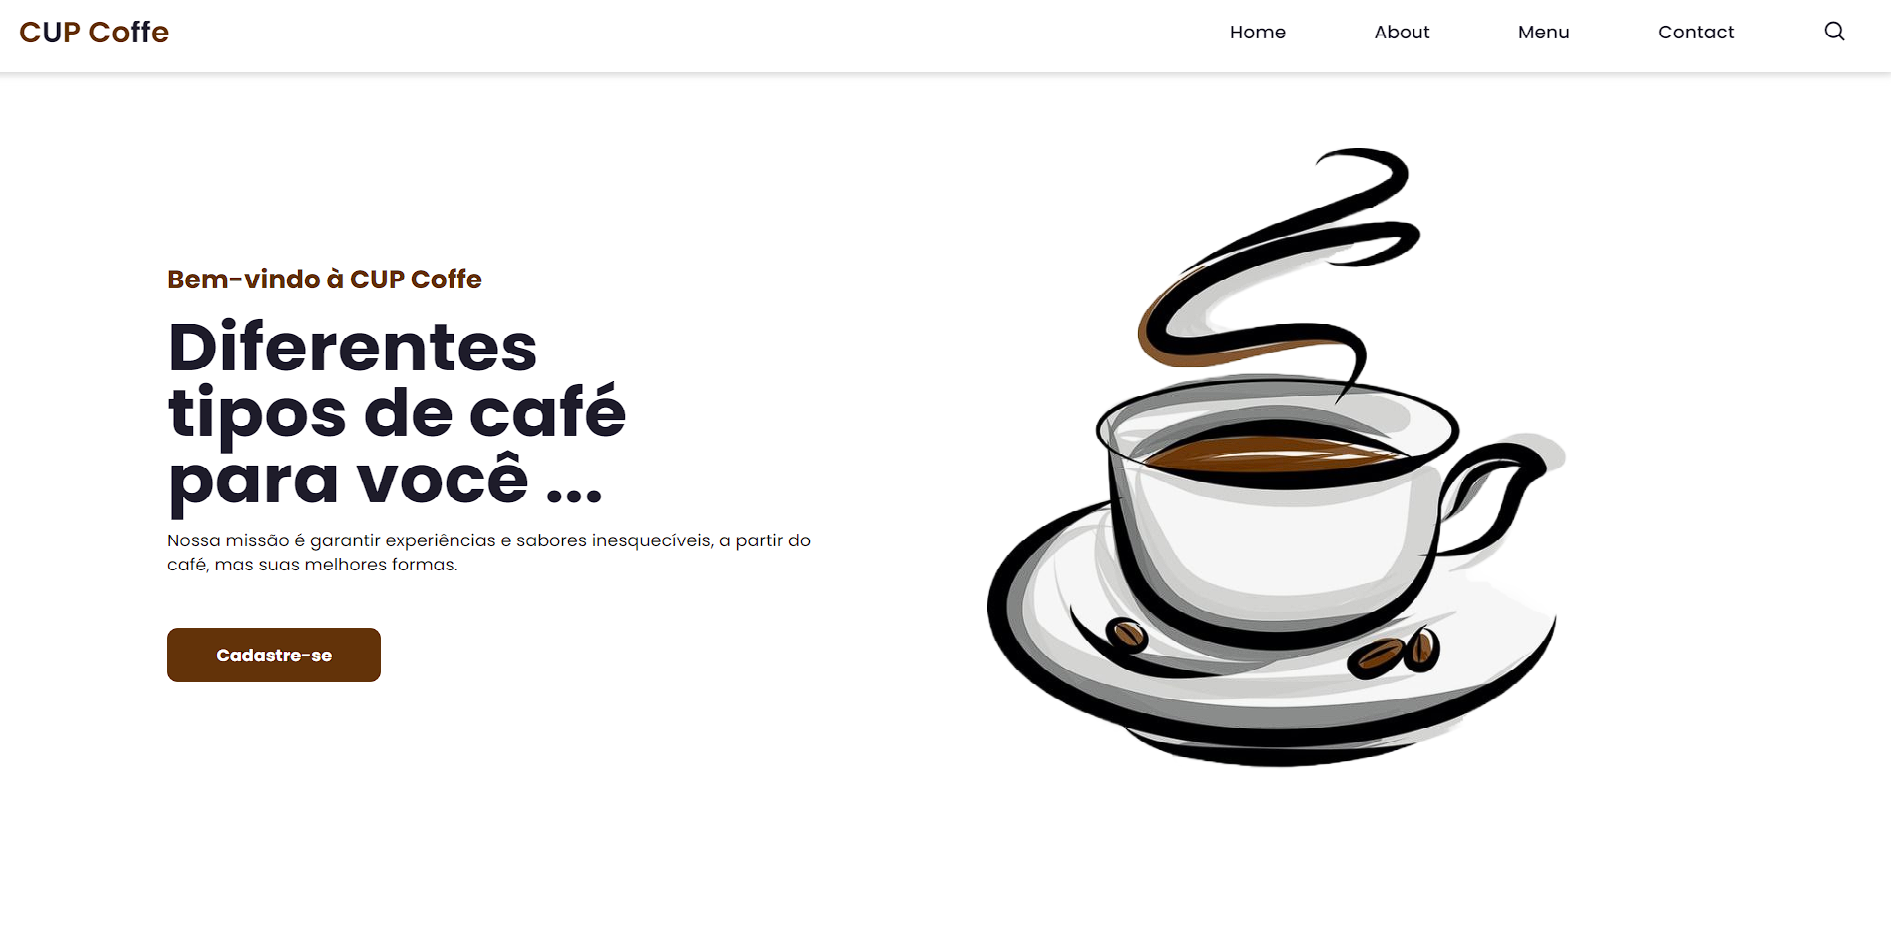 CUP Coffe
Home About Menu Contact
Bem-vindo à CUP Coffe
Diferentes
tipos de café
para você ...
Nossa missão é garantir experiências e sabores inesquecíveis, a partir do
café, mas suas melhores formas.
Cadastre-se